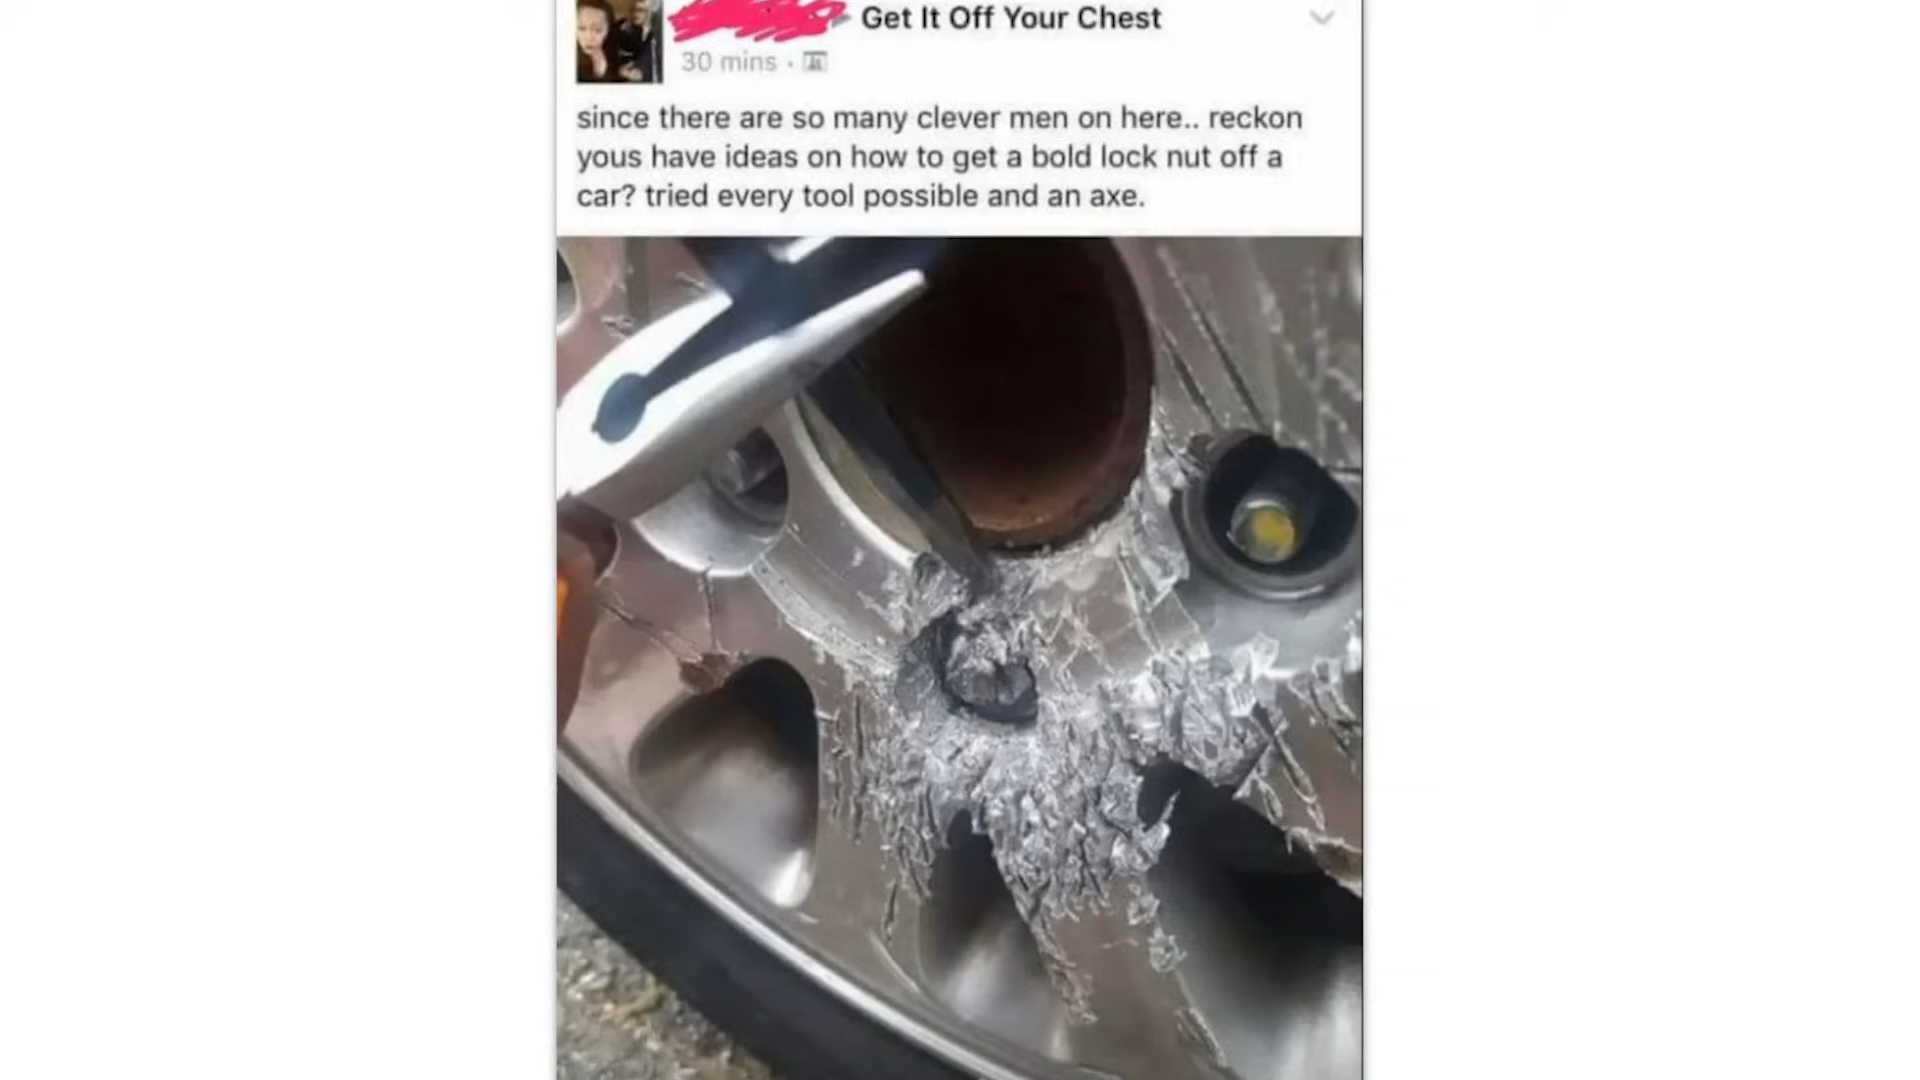 Get It Off Your Chest
30 mins ·
since there are so many clever men on here.. reckon
yous have ideas on how to get a bold lock nut off a
car? tried every tool possible and an axe.